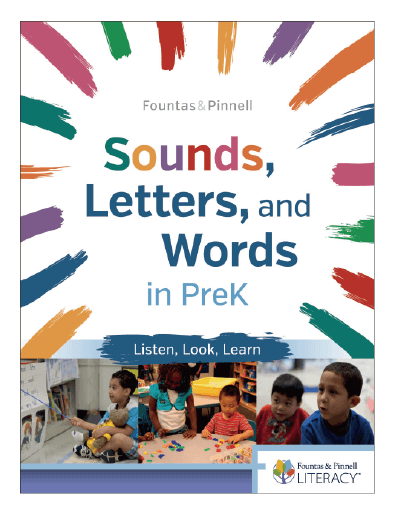 Fountas&Pinnell
Sounds,
Letters, and
Words
in PreK
Listen, Look, Learn
Fountas & Pinnell
LITERACY™